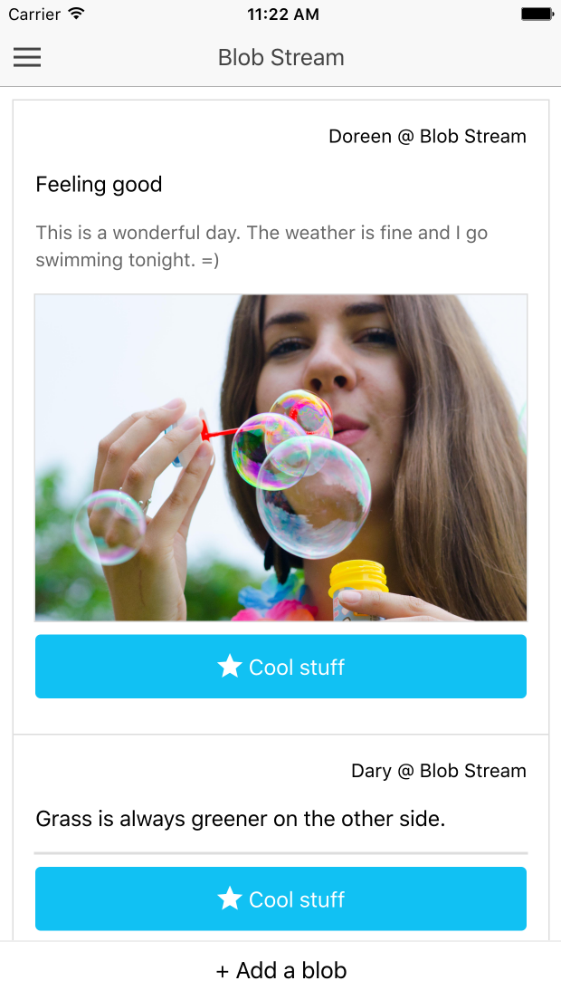 Carrier 11:22 AM
Blob Stream
Doreen @ Blob Stream
Feeling good
This is a wonderful day. The weather is fine and I go
swimming tonight. =)
Cool stuff
Dary @ Blob Stream
Grass is always greener on the other side.
Cool stuff
+ Add a blob